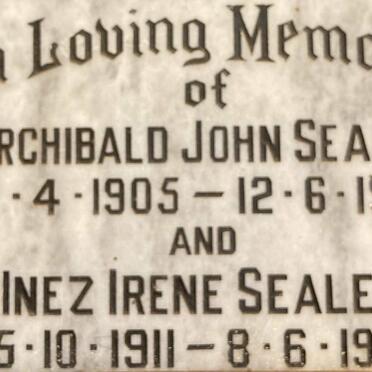 Loving Memo
of
RCHIBALD JOHN SEA
· 4 · 1905 — 12 · 6 · 1
AND
INEZ IRENE SEALE
5 · 10 · 1911 — 8 · 6 · 19